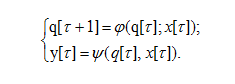 q[τ+1] = φ(q[τ]; x[τ]);
y[τ] = ψ(q[τ], x[τ]).